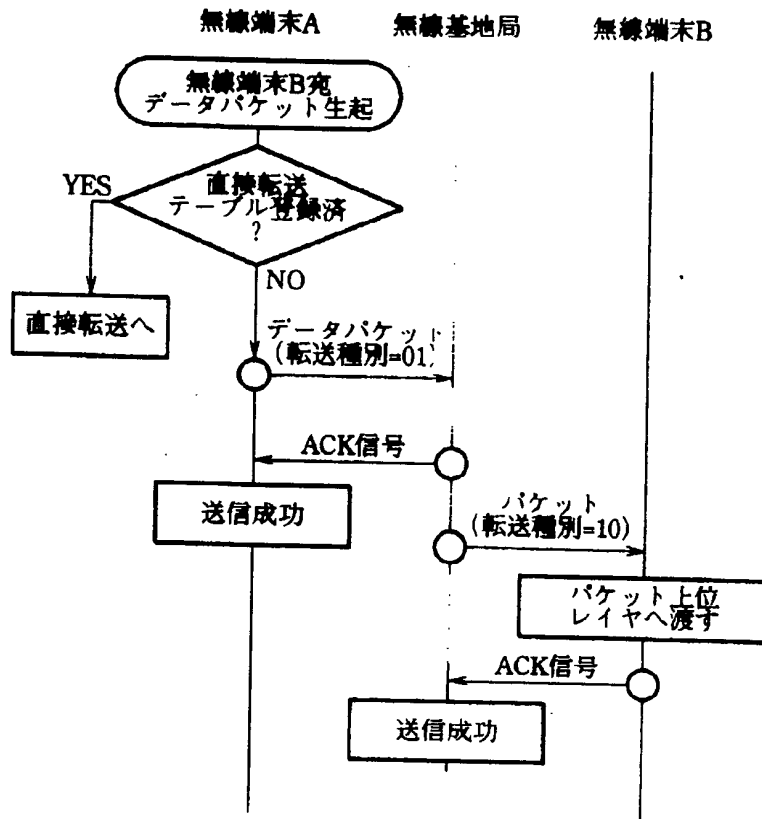 無線端末A 無線基地局 無線端末B
無線端末B宛
データパケット生起
YES
直接転送
テーブル登録済
?
NO
直接転送へ
データパケット
(転送種別=01)
ACK信号
送信成功
パケット
(転送種別=10)
パケット上位
レイヤへ渡す
ACK信号
送信成功